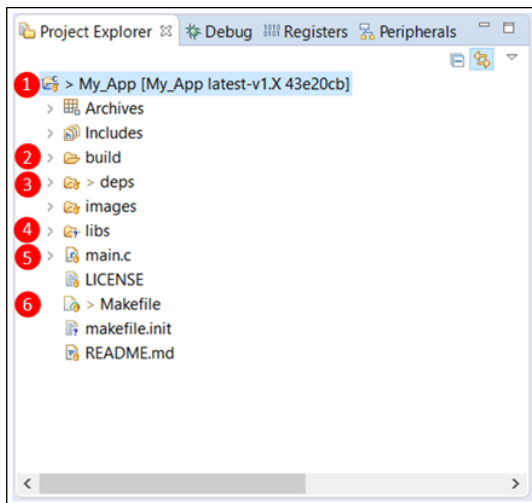 Project Explorer Debug Registers Peripherals
1 > My_App [My_App latest-v1.X 43e20cb]
> Archives
> Includes
2 > build
3 > > deps
> images
4 > libs
5 > main.c
LICENSE
6 > Makefile
makefile.init
README.md